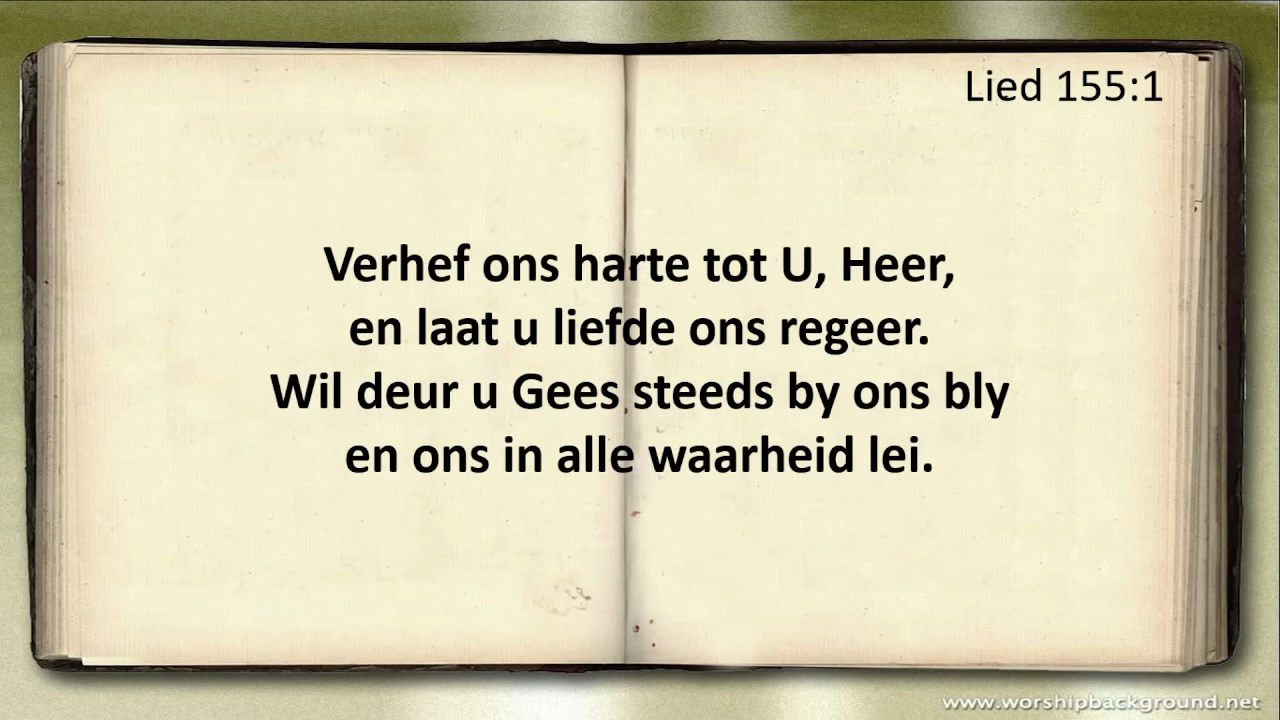 Lied 155:1
Verhef ons harte tot U, Heer,
en laat u liefde ons regeer.
Wil deur u Gees steeds by ons bly
en ons in alle waarheid lei.
www.worshipbackground.net